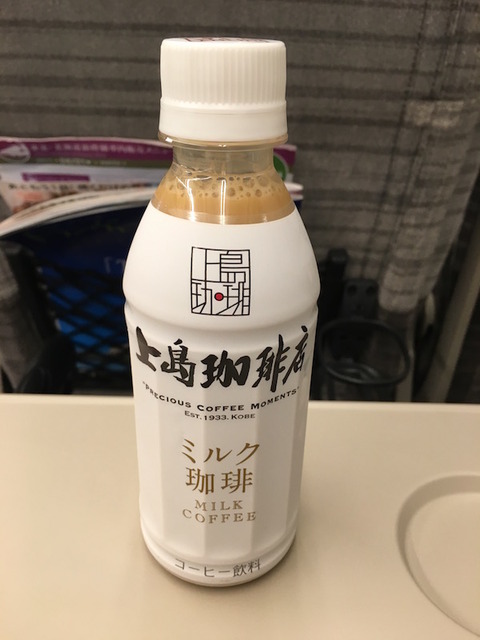 上島
珈琲
上島珈琲店
"PRECIOUS COFFEE MOMENTS"
EST. 1933. KOBE
ミルク
珈琲
MILK
COFFEE
コーヒー飲料